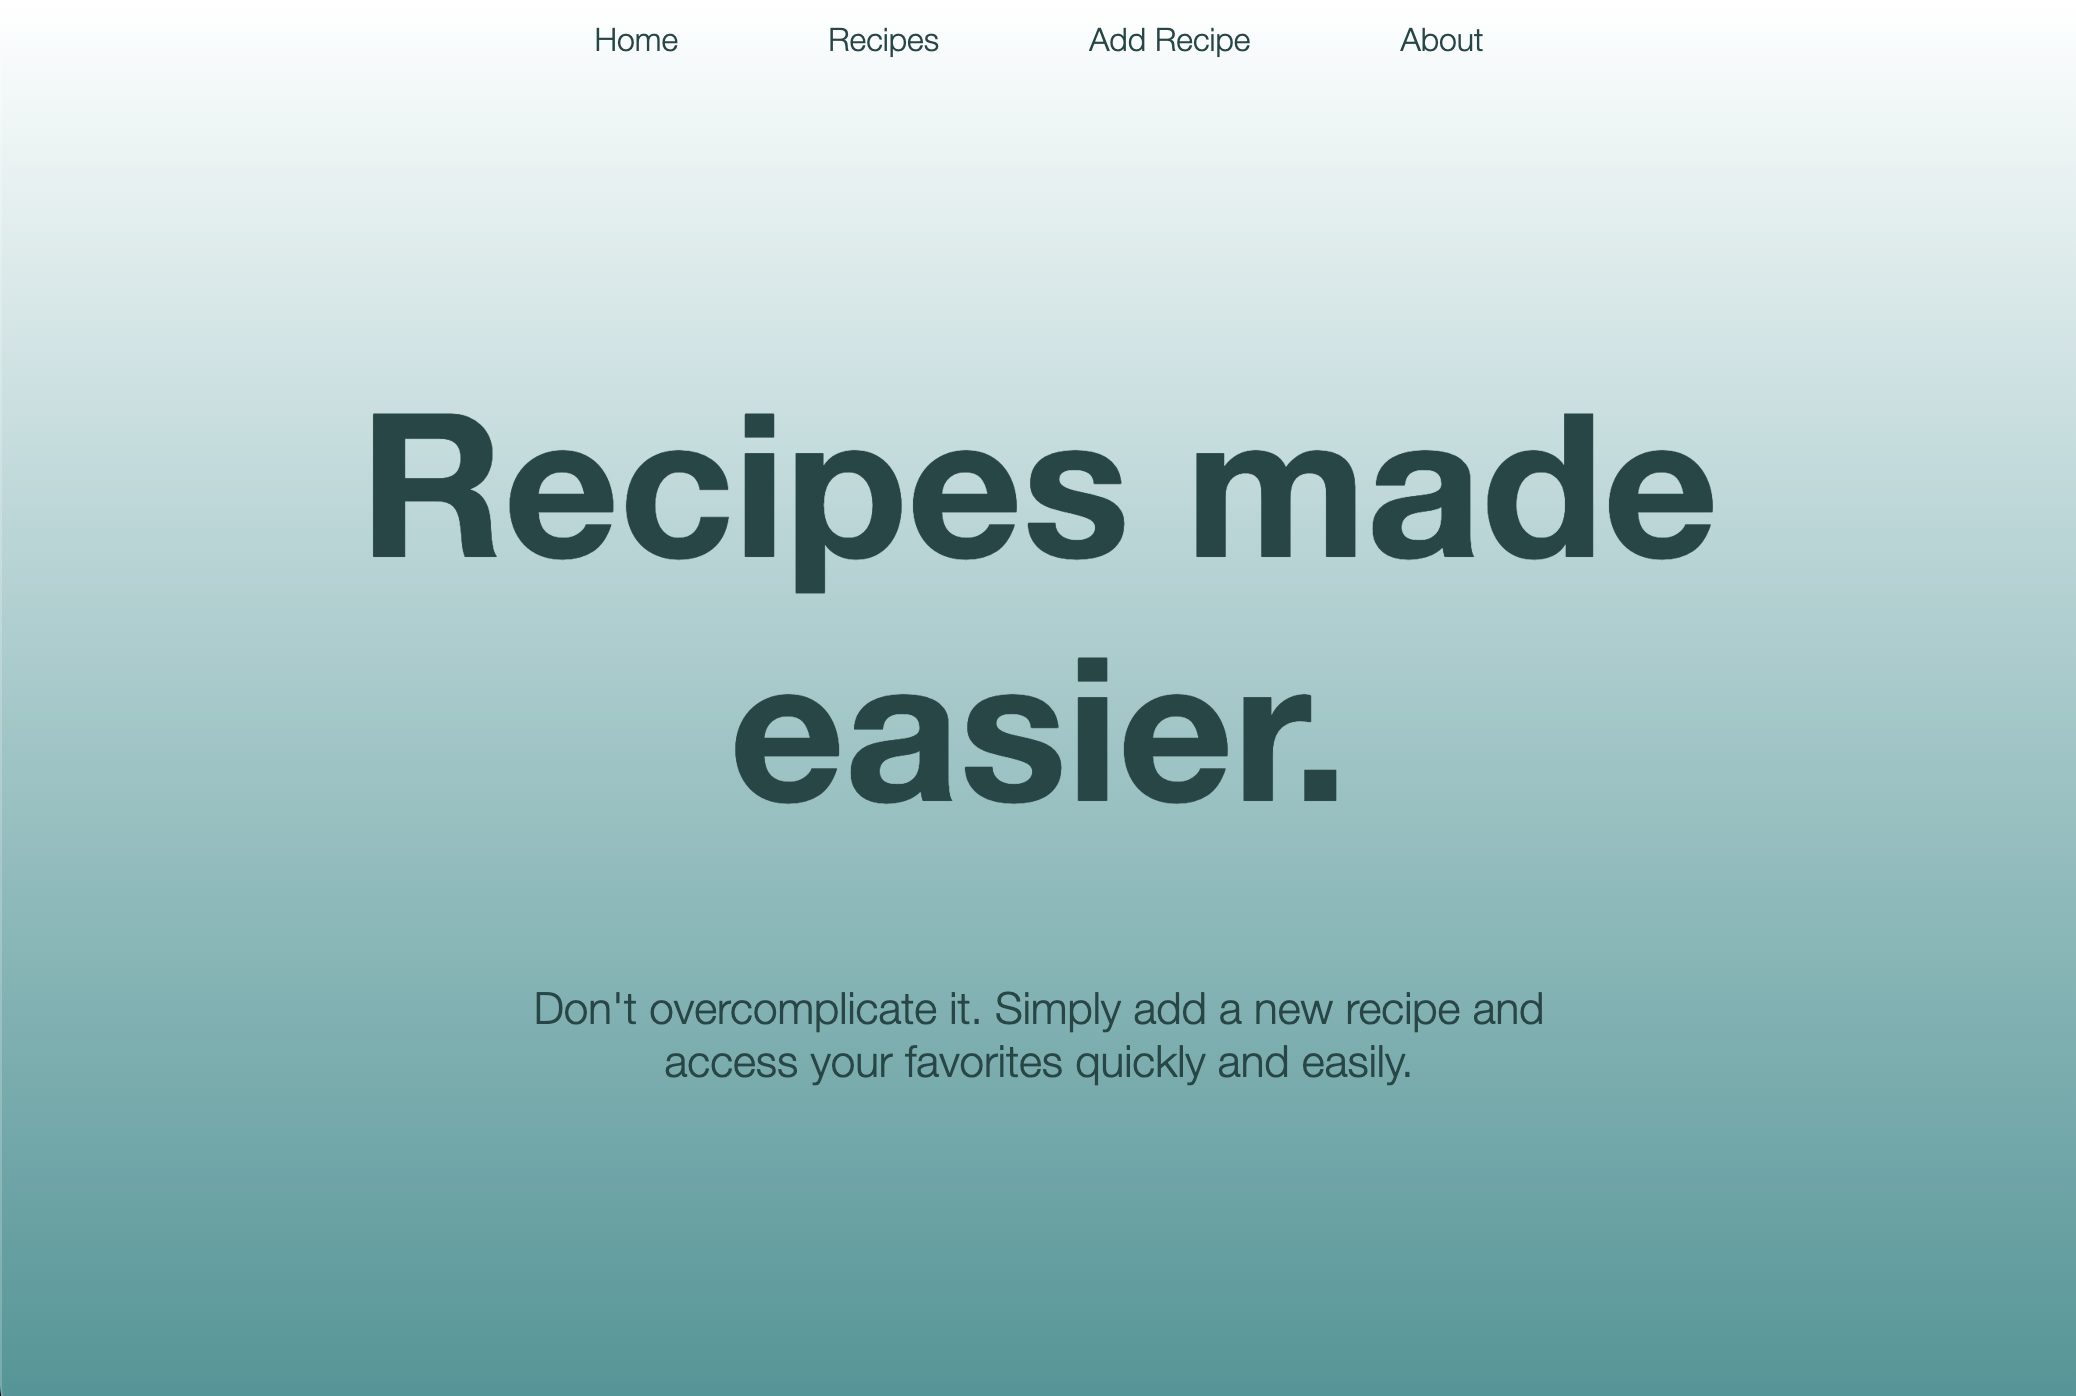 Home Recipes Add Recipe About
Recipes made
easier.
Don't overcomplicate it. Simply add a new recipe and
access your favorites quickly and easily.